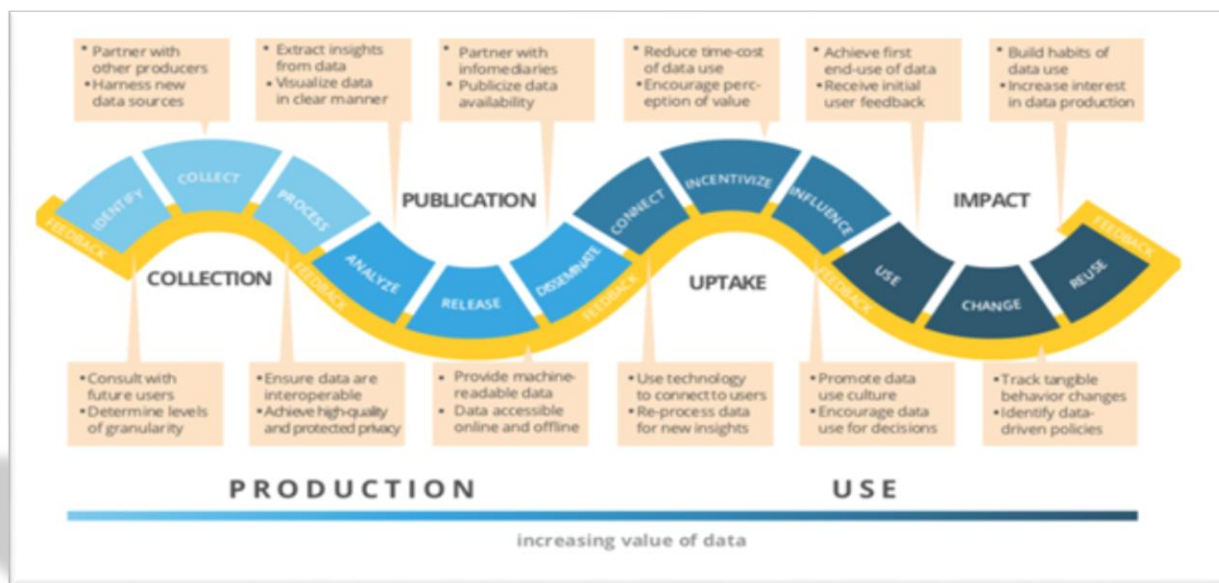 • Partner with
other producers
• Harness new
data sources
• Extract insights
from data
• Visualize data
in clear manner
• Partner with
infomediaries
• Publicize data
availability
• Reduce time-cost
of data use
• Encourage perc-
eption of value
• Achieve first
end-use of data
• Receive initial
user feedback
• Build habits of
data use
• Increase interest
in data production
IDENTIFY
COLLECT
PROCESS
ANALYZE
RELEASE
DISSEMINATE
CONNECT
INCENTIVIZE
INFLUENCE
USE
CHANGE
REUSE
FEEDBACK
FEEDBACK
FEEDBACK
FEEDBACK
FEEDBACK
COLLECTION
PUBLICATION
UPTAKE
IMPACT
• Consult with
future users
• Determine levels
of granularity
• Ensure data are
interoperable
• Achieve high-quality
and protected privacy
• Provide machine-
readable data
• Data accessible
online and offline
• Use technology
to connect to users
• Re-process data
for new insights
• Promote data
use culture
• Encourage data
use for decisions
• Track tangible
behavior changes
• Identify data-
driven policies
PRODUCTION
USE
increasing value of data